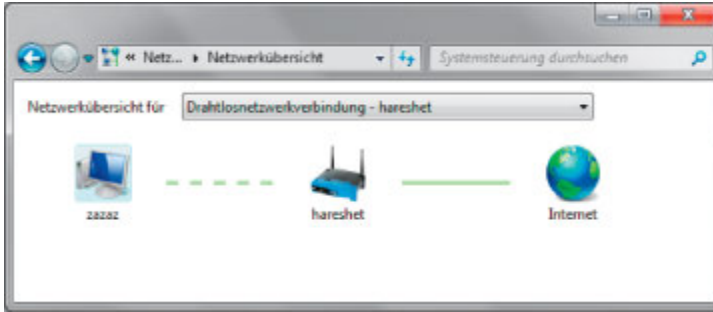 « Netz... ▸ Netzwerkübersicht
Systemsteuerung durchsuchen
Netzwerkübersicht für Drahtlosnetzwerkverbindung - hareshet
zazaz
hareshet
Internet